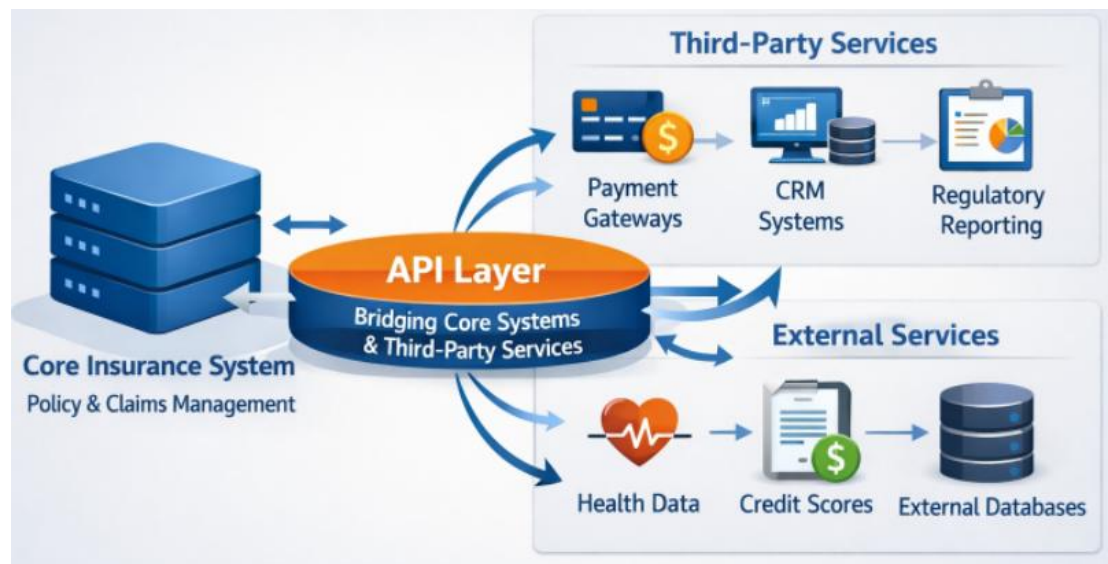 Third-Party Services
Payment
Gateways
CRM
Systems
Regulatory
Reporting
API Layer
Bridging Core Systems
& Third-Party Services
Core Insurance System
Policy & Claims Management
External Services
Health Data
Credit Scores
External Databases